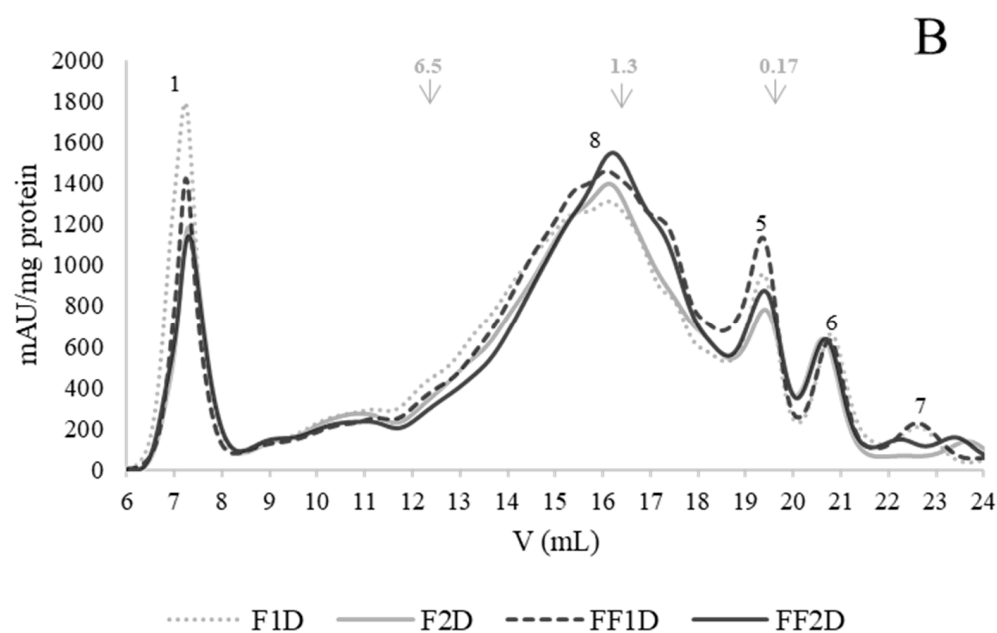 B
2000 6.5 1.3 0.17
1 1800
1600 8
mAU/mg protein 1400
1200 5
1000
800
600 6
400 7
200
0
6 7 8 9 10 11 12 13 14 15 16 17 18 19 20 21 22 23 24
V (mL)
F1D F2D FF1D FF2D